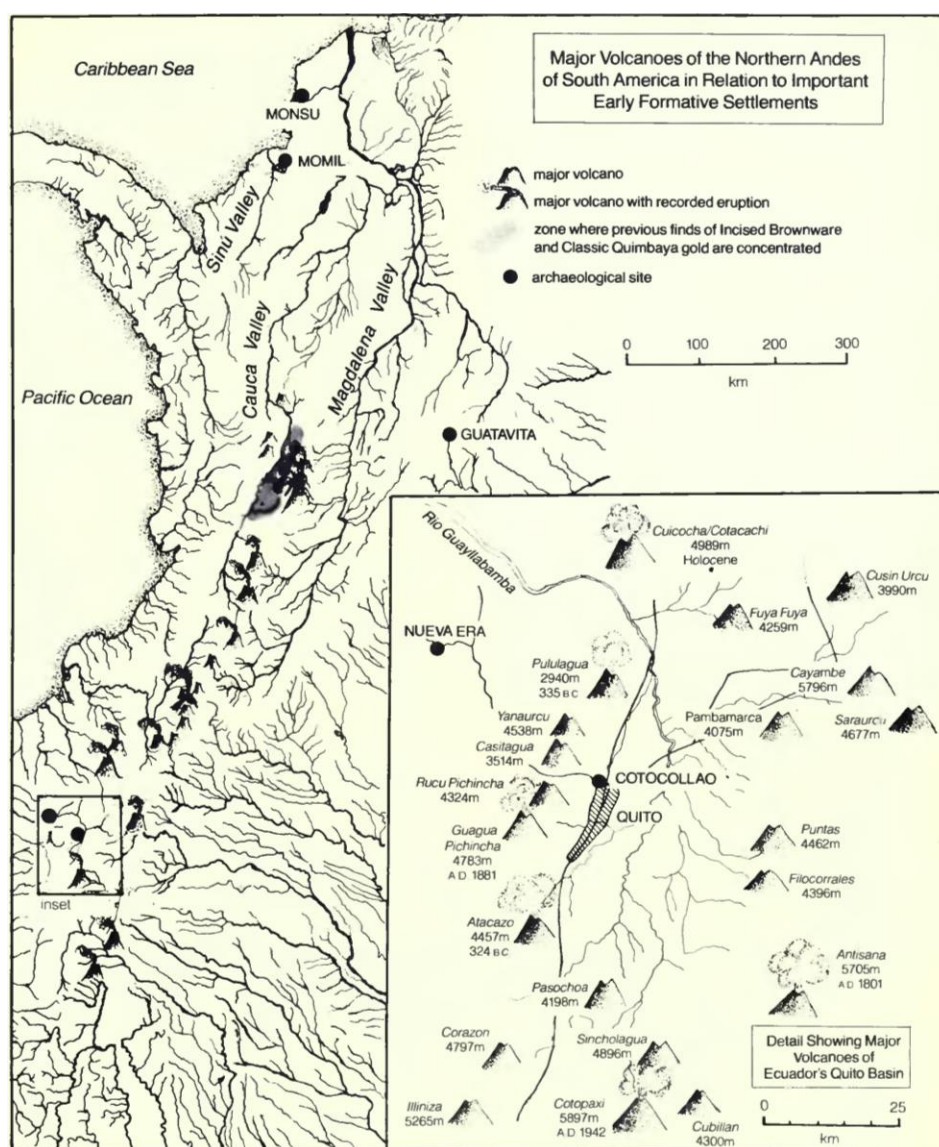 Caribbean Sea
Major Volcanoes of the Northern Andes
of South America in Relation to Important
Early Formative Settlements
MONSU
MOMIL
major volcano
major volcano with recorded eruption
zone where previous finds of Incised Brownware
and Classic Quimbaya gold are concentrated
archaeological site
Sinú Valley
Cauca Valley
Magdalena Valley
0 100 200 300
km
Pacific Ocean
GUATAVITA
inset
Rio Guayllabamba
Cuicocha/Cotacachi
4989m
Holocene
Cusin Urcu
3990m
Fuya Fuya
4259m
NUEVA ERA
Pululagua
2940m
335 BC
Cayambe
5796m
Yanaurcu
4538m
Pambamarca
4075m
Saraurcu
4677m
Casitagua
3514m
COTOCOLLAO
Rucu Pichincha
4324m
QUITO
Guagua
Pichincha
4783m
AD 1881
Puntas
4462m
Filocorrales
4396m
Atacazo
4457m
324 BC
Antisana
5705m
AD 1801
Pasochoa
4198m
Corazon
4797m
Sincholagua
4896m
Detail Showing Major
Volcanoes of
Ecuador's Quito Basin
Illiniza
5265m
Cotopaxi
5897m
AD 1942
Cubilian
4300m
0 25
km